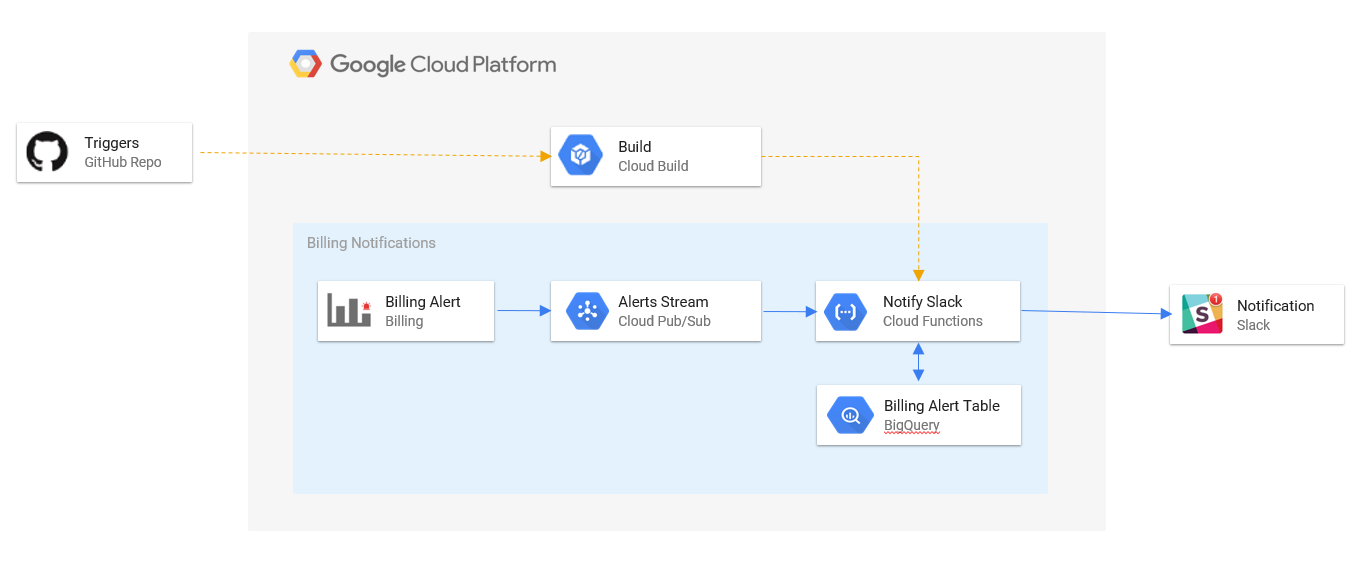 Google Cloud Platform
Triggers
GitHub Repo
Build
Cloud Build
Billing Notifications
Billing Alert
Billing
Alerts Stream
Cloud Pub/Sub
Notify Slack
Cloud Functions
S
1
Notification
Slack
Billing Alert Table
BigQuery